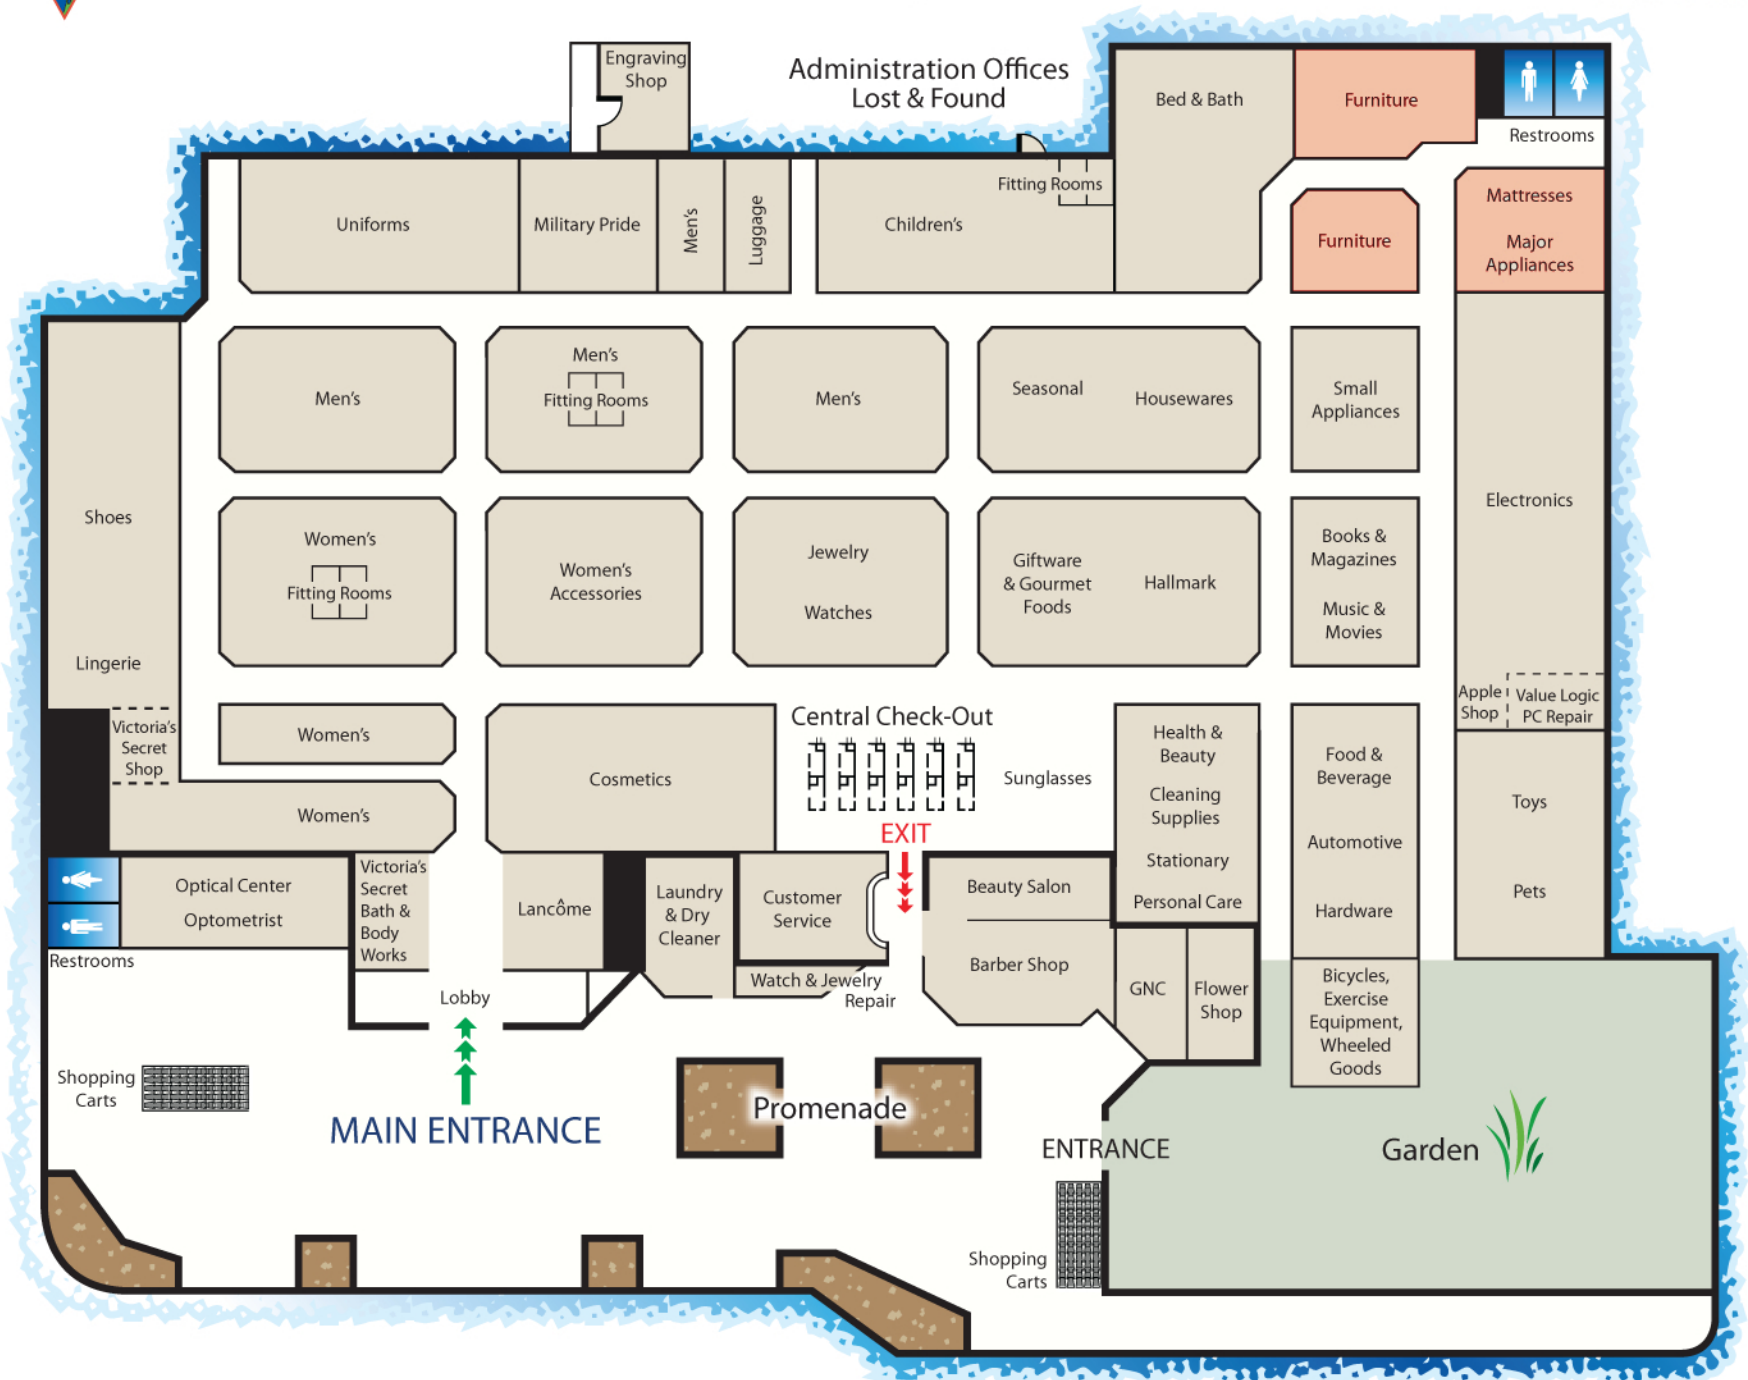 Engraving
Shop
Administration Offices
Lost & Found
Bed & Bath
Furniture
Restrooms
Uniforms
Military Pride
Men's
Luggage
Children's
Fitting Rooms
Furniture
Mattresses
Major
Appliances
Men's
Men's
Fitting Rooms
Men's
Seasonal
Housewares
Small
Appliances
Shoes
Lingerie
Women's
Fitting Rooms
Women's
Accessories
Jewelry
Watches
Giftware
& Gourmet
Foods
Hallmark
Books &
Magazines
Music &
Movies
Electronics
Apple
Shop
Value Logic
PC Repair
Victoria's
Secret
Shop
Women's
Women's
Cosmetics
Central Check-Out
Sunglasses
EXIT
Health &
Beauty
Cleaning
Supplies
Stationary
Personal Care
Food &
Beverage
Automotive
Hardware
Toys
Pets
Optical Center
Optometrist
Restrooms
Victoria's
Secret
Bath &
Body
Works
Lancôme
Laundry
& Dry
Cleaner
Customer
Service
Watch & Jewelry
Repair
Beauty Salon
Barber Shop
GNC
Flower
Shop
Bicycles,
Exercise
Equipment,
Wheeled
Goods
Lobby
Shopping
Carts
MAIN ENTRANCE
Promenade
ENTRANCE
Garden
Shopping
Carts